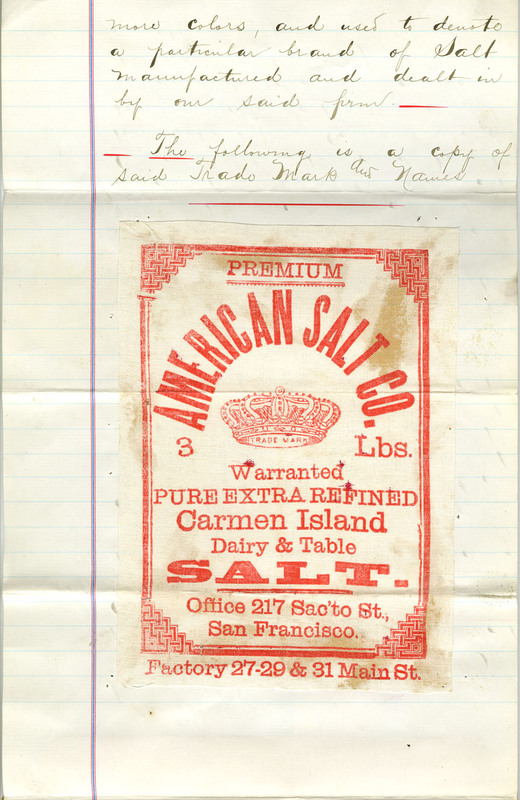 more colors, and used to denote
a particular brand of Salt
manufactured and dealt in
by our said firm.
The following is a copy of
said Trade Mark and Names
PREMIUM
AMERICAN SALT CO.
TRADE MARK
3 Lbs.
Warranted
PURE EXTRA REFINED
Carmen Island
Dairy & Table
SALT.
Office 217 Sac'to St.,
San Francisco.
Factory 27-29 & 31 Main St.